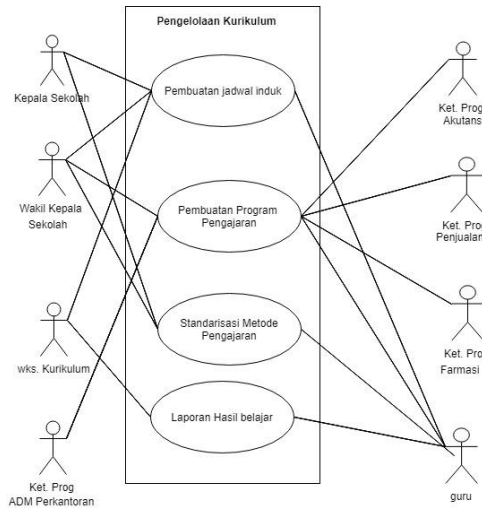 Pengelolaan Kurikulum
Kepala Sekolah
Pembuatan jadwal induk
Ket. Prog
Akutans
Wakil Kepala
Sekolah
Pembuatan Program
Pengajaran
Ket. Prog
Penjualan
wks. Kurikulum
Standarisasi Metode
Pengajaran
Ket. Pro
Farmasi
Laporan Hasil belajar
Ket. Prog
ADM Perkantoran
guru